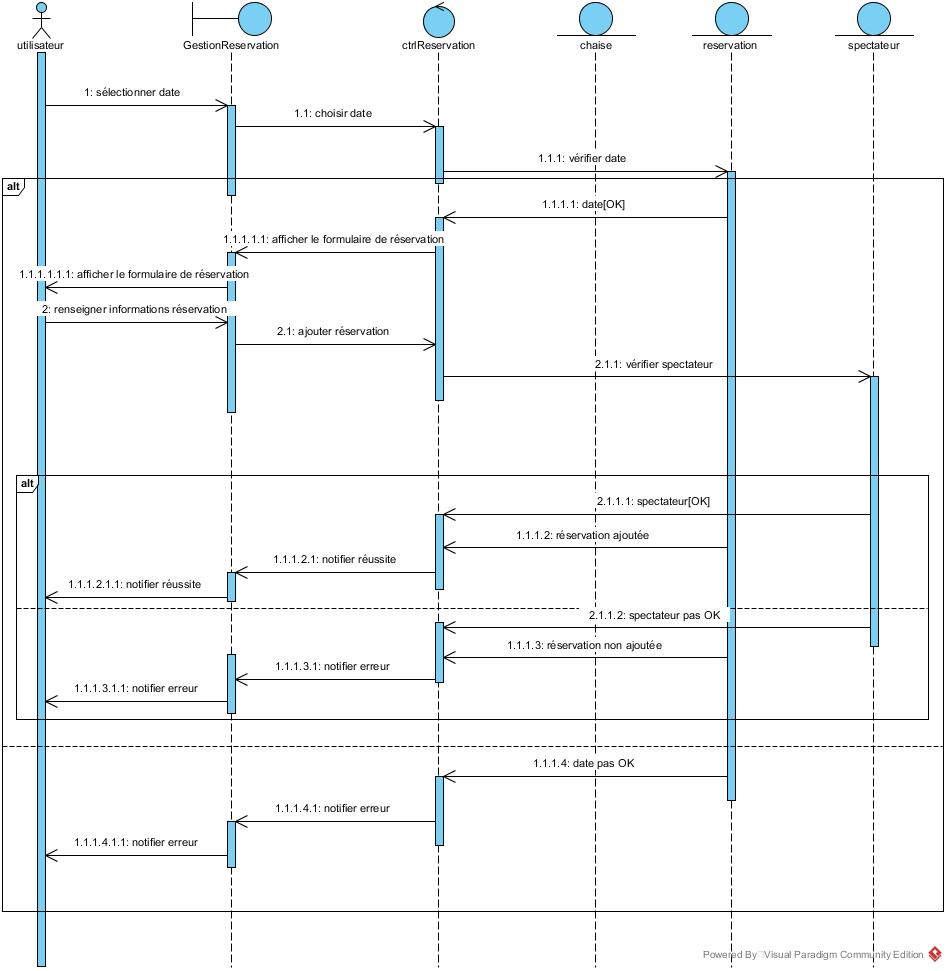 utilisateur
GestionReservation
ctrlReservation
chaise
reservation
spectateur
1: sélectionner date
1.1: choisir date
1.1.1: vérifier date
alt
1.1.1.1: date[OK]
1.1.1.1.1: afficher le formulaire de réservation
1.1.1.1.1.1: afficher le formulaire de réservation
2: renseigner informations réservation
2.1: ajouter réservation
2.1.1: vérifier spectateur
alt
2.1.1.1: spectateur[OK]
1.1.1.2: réservation ajoutée
1.1.1.2.1: notifier réussite
1.1.1.2.1.1: notifier réussite
2.1.1.2: spectateur pas OK
1.1.1.3: réservation non ajoutée
1.1.1.3.1: notifier erreur
1.1.1.3.1.1: notifier erreur
1.1.1.4: date pas OK
1.1.1.4.1: notifier erreur
1.1.1.4.1.1: notifier erreur
Powered By Visual Paradigm Community Edition